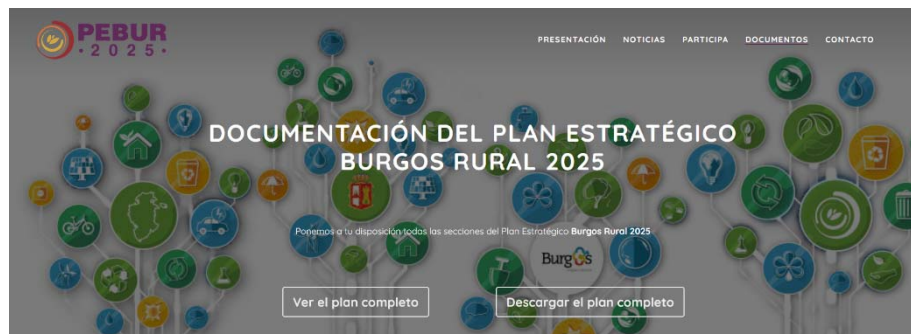 PEBUR
·2025·
PRESENTACIÓN NOTICIAS PARTICIPA DOCUMENTOS CONTACTO
DOCUMENTACIÓN DEL PLAN ESTRATÉGICO
BURGOS RURAL 2025
Ponemos a tu disposición todas las secciones del Plan Estratégico Burgos Rural 2025
Burgos
Ver el plan completo Descargar el plan completo